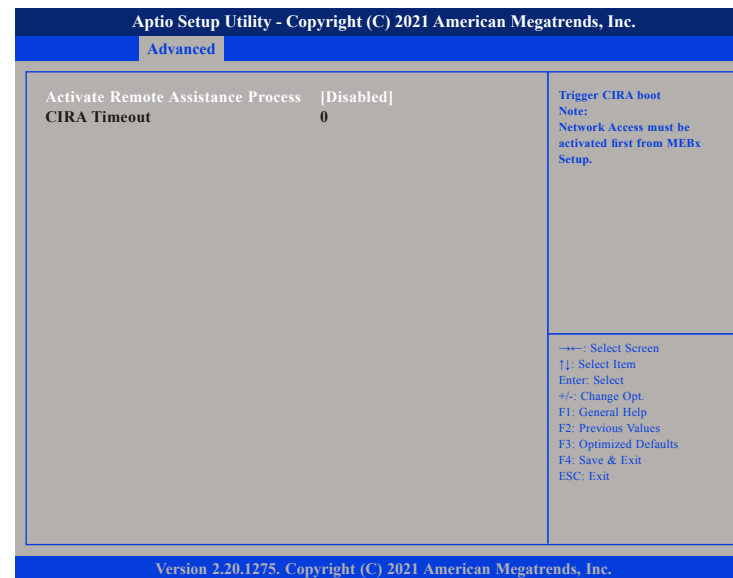 Aptio Setup Utility - Copyright (C) 2021 American Megatrends, Inc.
Advanced
Activate Remote Assistance Process [Disabled]
CIRA Timeout 0
Trigger CIRA boot
Note:
Network Access must be
activated first from MEBx
Setup.
→←: Select Screen
↑↓: Select Item
Enter: Select
+/-: Change Opt.
F1: General Help
F2: Previous Values
F3: Optimized Defaults
F4: Save & Exit
ESC: Exit
Version 2.20.1275. Copyright (C) 2021 American Megatrends, Inc.